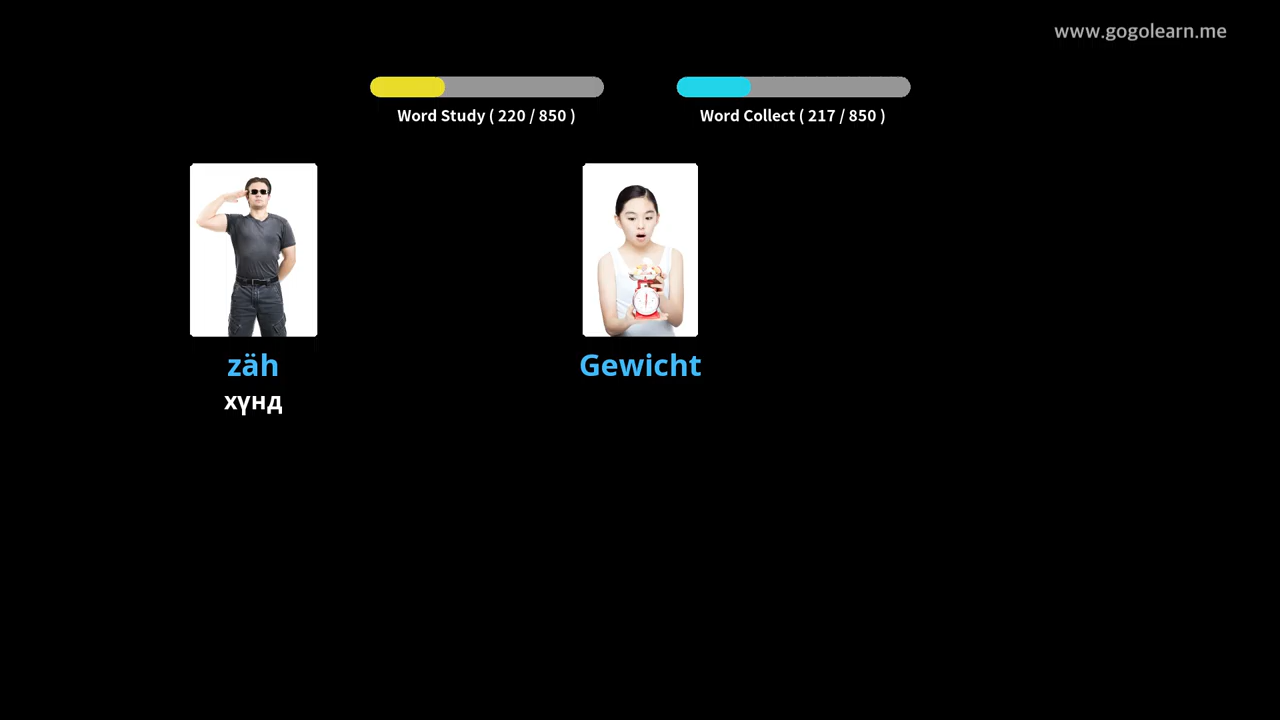 www.gogolearn.me
Word Study ( 220 / 850 )
Word Collect ( 217 / 850 )
zäh
хүнд
Gewicht